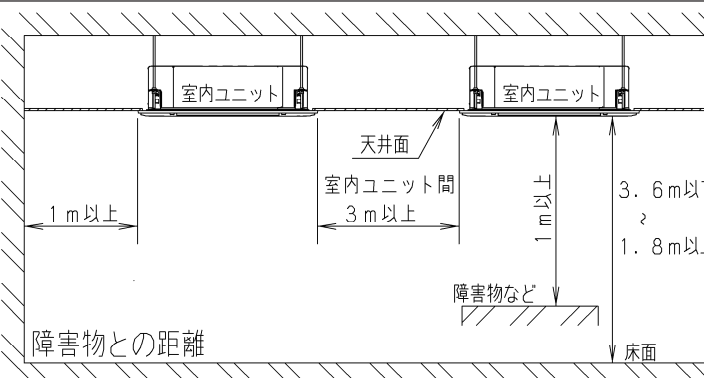 室内ユニット
室内ユニット
天井面
室内ユニット間
1m以上
3m以上
1m以上
3.6m以
~
1.8m以
障害物など
障害物との距離
床面